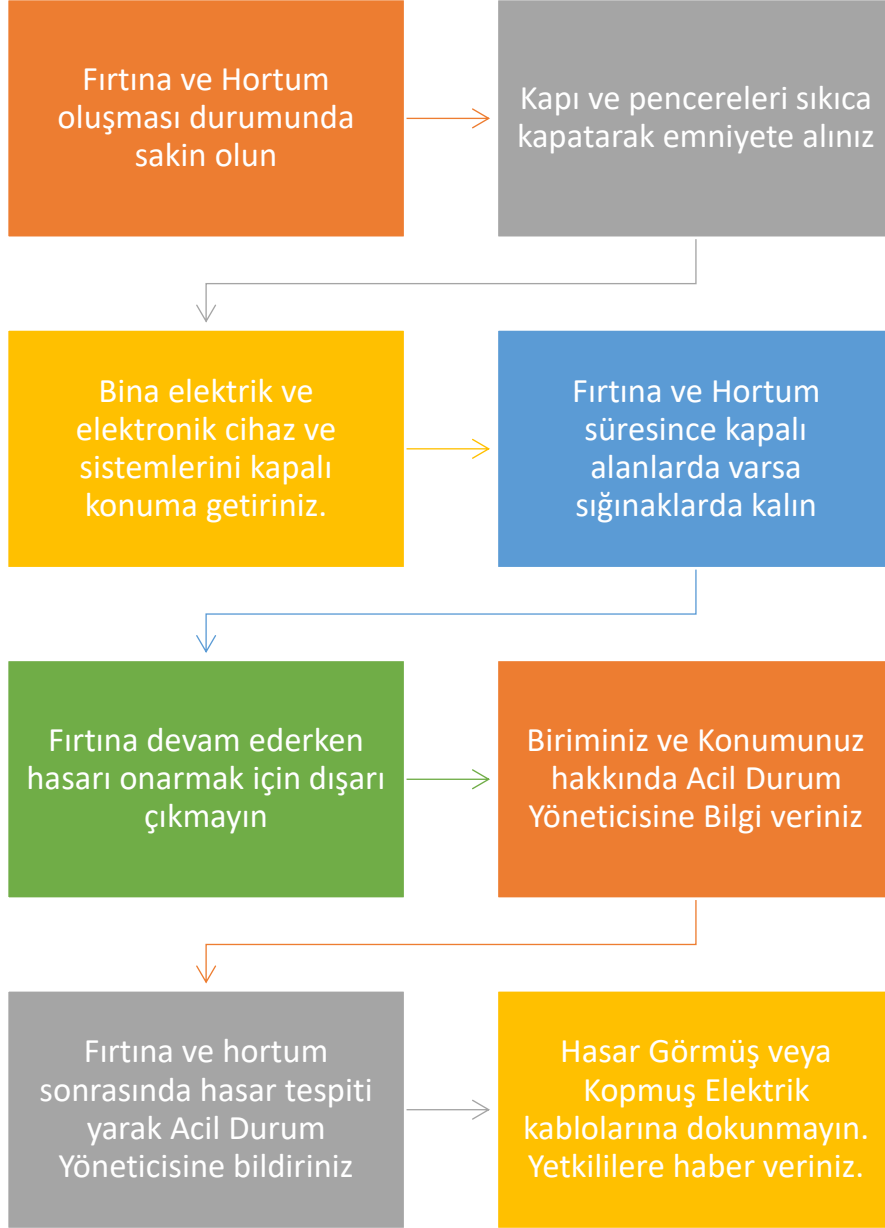 Fırtına ve Hortum
oluşması durumunda
sakin olun
Kapı ve pencereleri sıkıca
kapatarak emniyete alınız
Bina elektrik ve
elektronik cihaz ve
sistemlerini kapalı
konuma getiriniz.
Fırtına ve Hortum
süresince kapalı
alanlarda varsa
sığınaklarda kalın
Fırtına devam ederken
hasarı onarmak için dışarı
çıkmayın
Biriminiz ve Konumunuz
hakkında Acil Durum
Yöneticisine Bilgi veriniz
Fırtına ve hortum
sonrasında hasar tespiti
yarak Acil Durum
Yöneticisine bildiriniz
Hasar Görmüş veya
Kopmuş Elektrik
kablolarına dokunmayın.
Yetkililere haber veriniz.